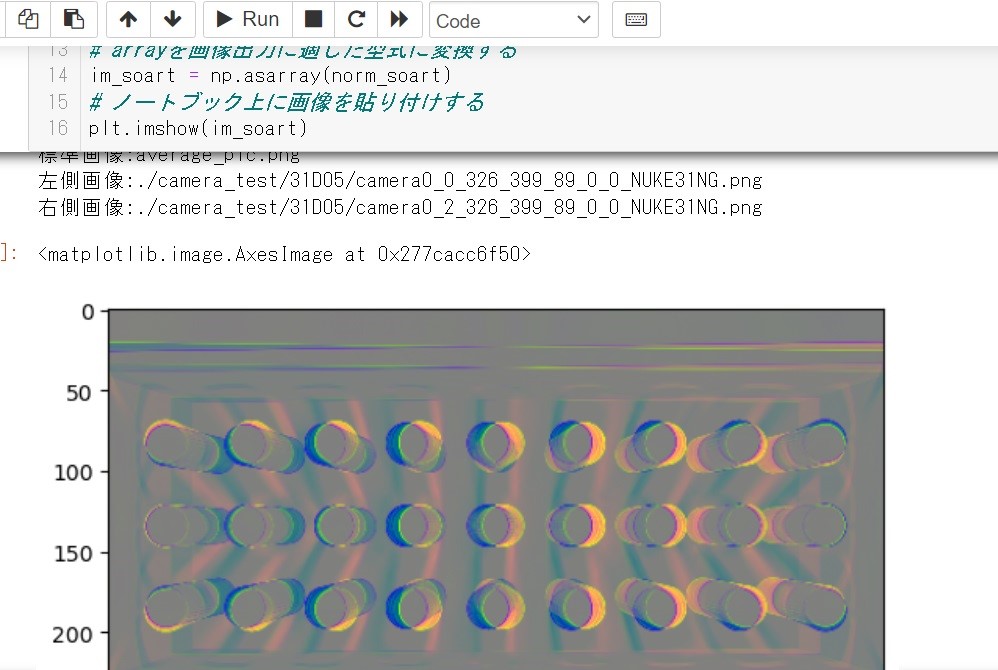 Run
Code
13 # arrayを画像出力に適した型式に変換する
14 im_soart = np.asarray(norm_soart)
15 # ノートブック上に画像を貼り付けする
16 plt.imshow(im_soart)
標準画像:average_pic.png
左側画像:./camera_test/31D05/camera0_0_326_399_89_0_0_NUKE31NG.png
右側画像:./camera_test/31D05/camera0_2_326_399_89_0_0_NUKE31NG.png
]: <matplotlib.image.AxesImage at 0x277cacc6f50>
0
50
100
150
200